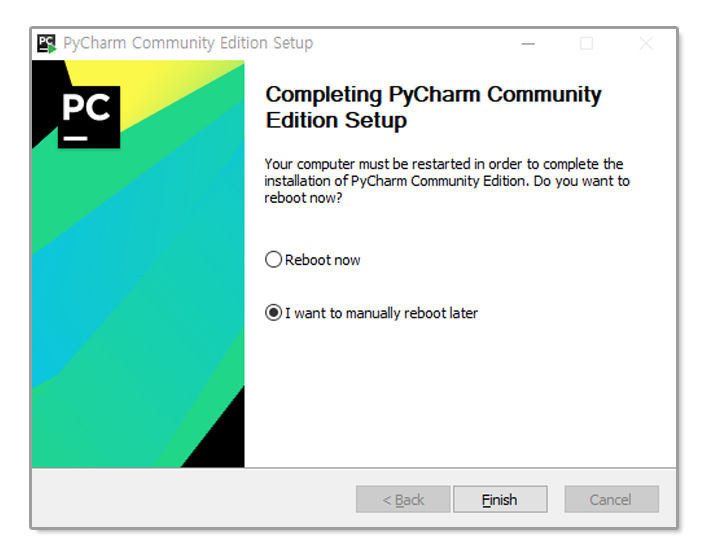 PyCharm Community Edition Setup
PC
Completing PyCharm Community
Edition Setup
Your computer must be restarted in order to complete the
installation of PyCharm Community Edition. Do you want to
reboot now?
Reboot now
I want to manually reboot later
< Back
Finish
Cancel